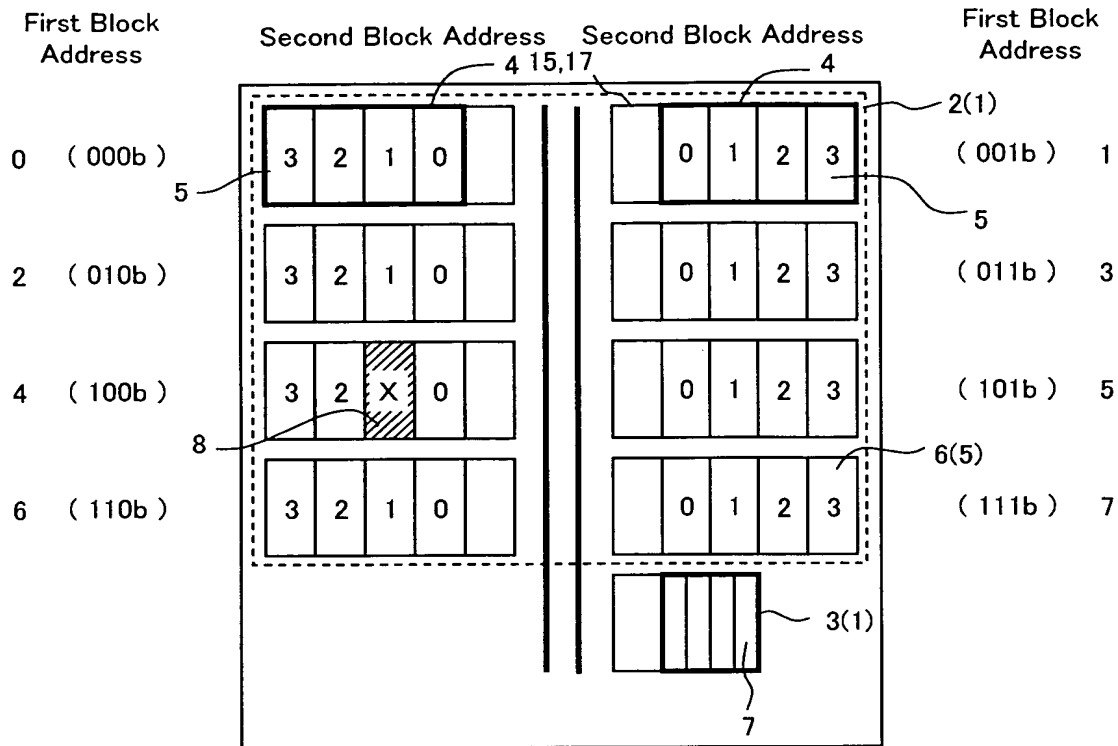 First Block
Address
Second Block Address
Second Block Address
First Block
Address
4
15,17
4
2(1)
0 ( 000b )
3 2 1 0
0 1 2 3
( 001b ) 1
5
5
2 ( 010b )
3 2 1 0
0 1 2 3
( 011b ) 3
4 ( 100b )
3 2 X 0
0 1 2 3
( 101b ) 5
8
6(5)
6 ( 110b )
3 2 1 0
0 1 2 3
( 111b ) 7
3(1)
7